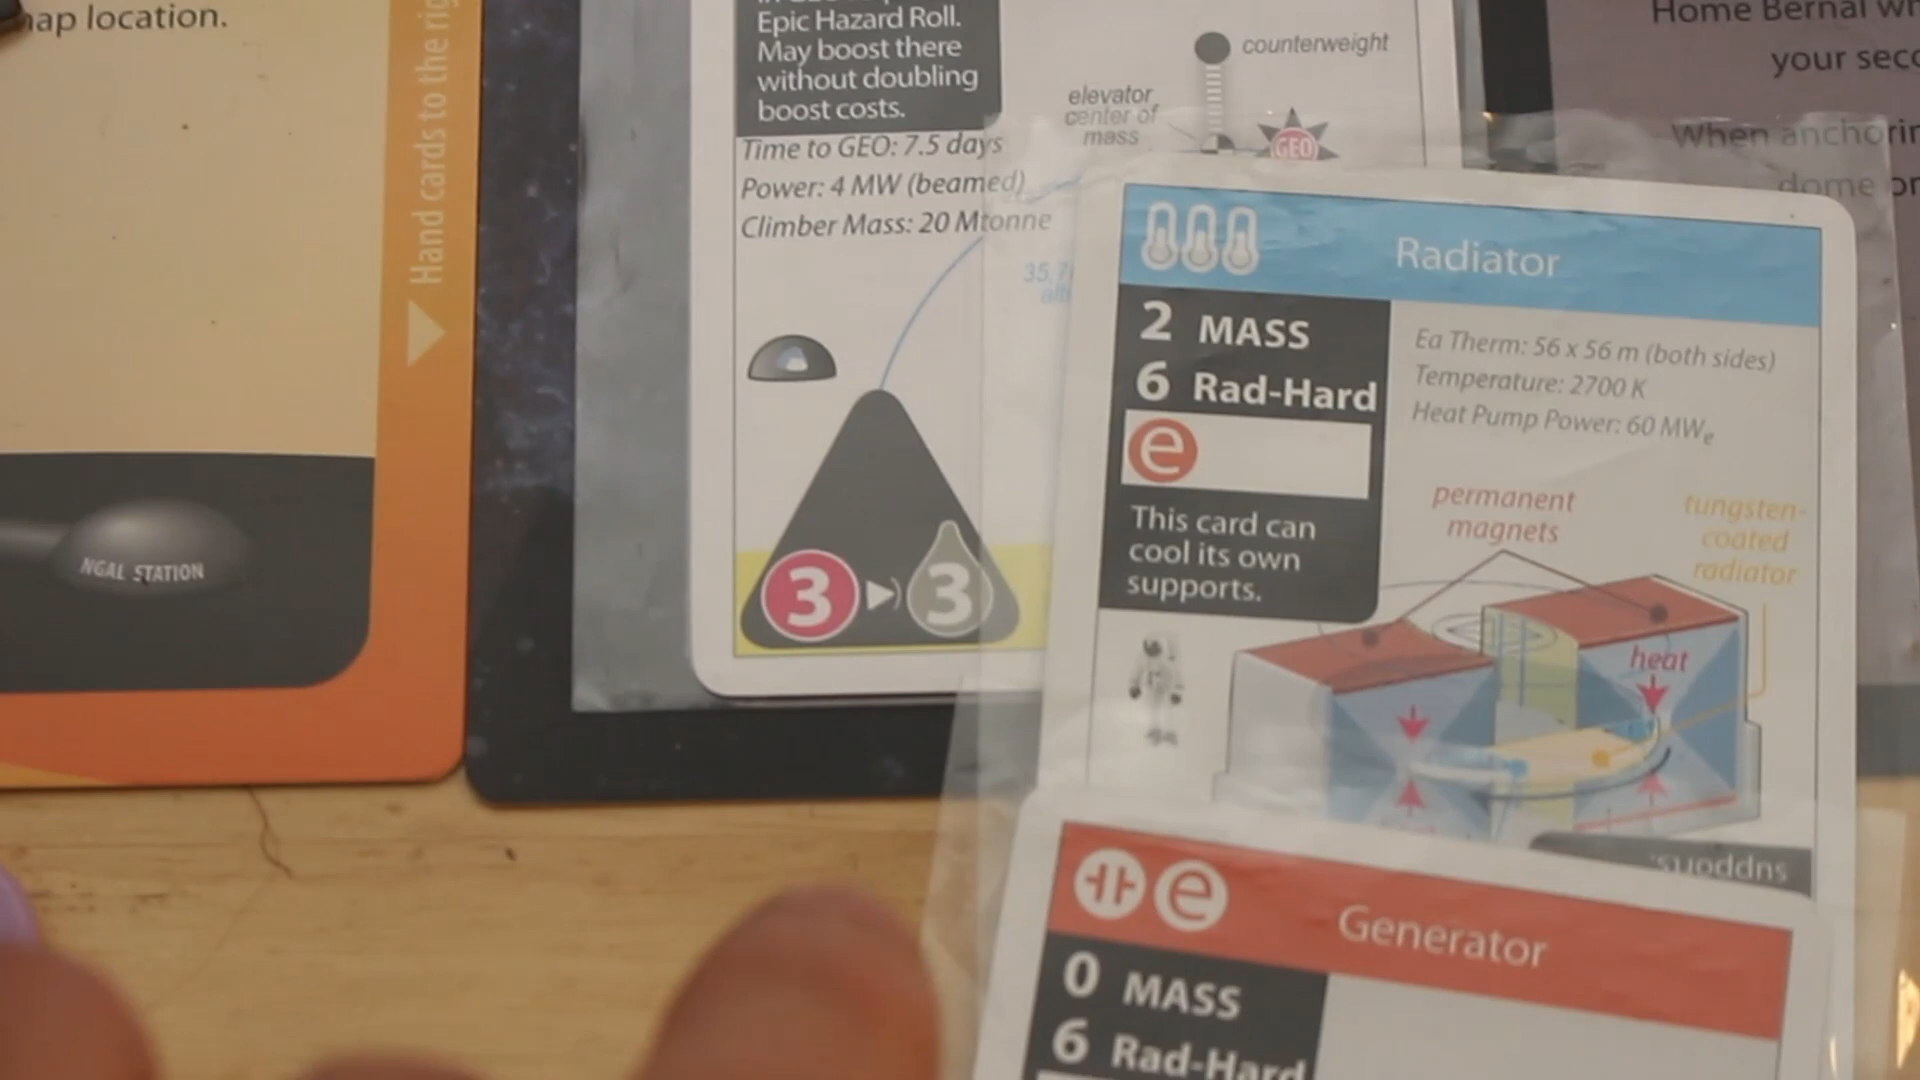 map location.
Hand cards to the
NGAL STATION
Epic Hazard Roll.
May boost there
without doubling
boost costs.
Time to GEO: 7.5 days
Power: 4 MW (beamed)
Climber Mass: 20 Mtonne
counterweight
elevator
center of
mass
GEO
3
3
Home Bernal
your
When
dome
Radiator
2 MASS
6 Rad-Hard
e
This card can
cool its own
supports.
Ea Therm: 56 x 56 m (both sides)
Temperature: 2700 K
Heat Pump Power: 60 MWe
permanent
magnets
tungsten-
coated
radiator
heat
supports.
e
Generator
0 MASS
6 Rad-Hard